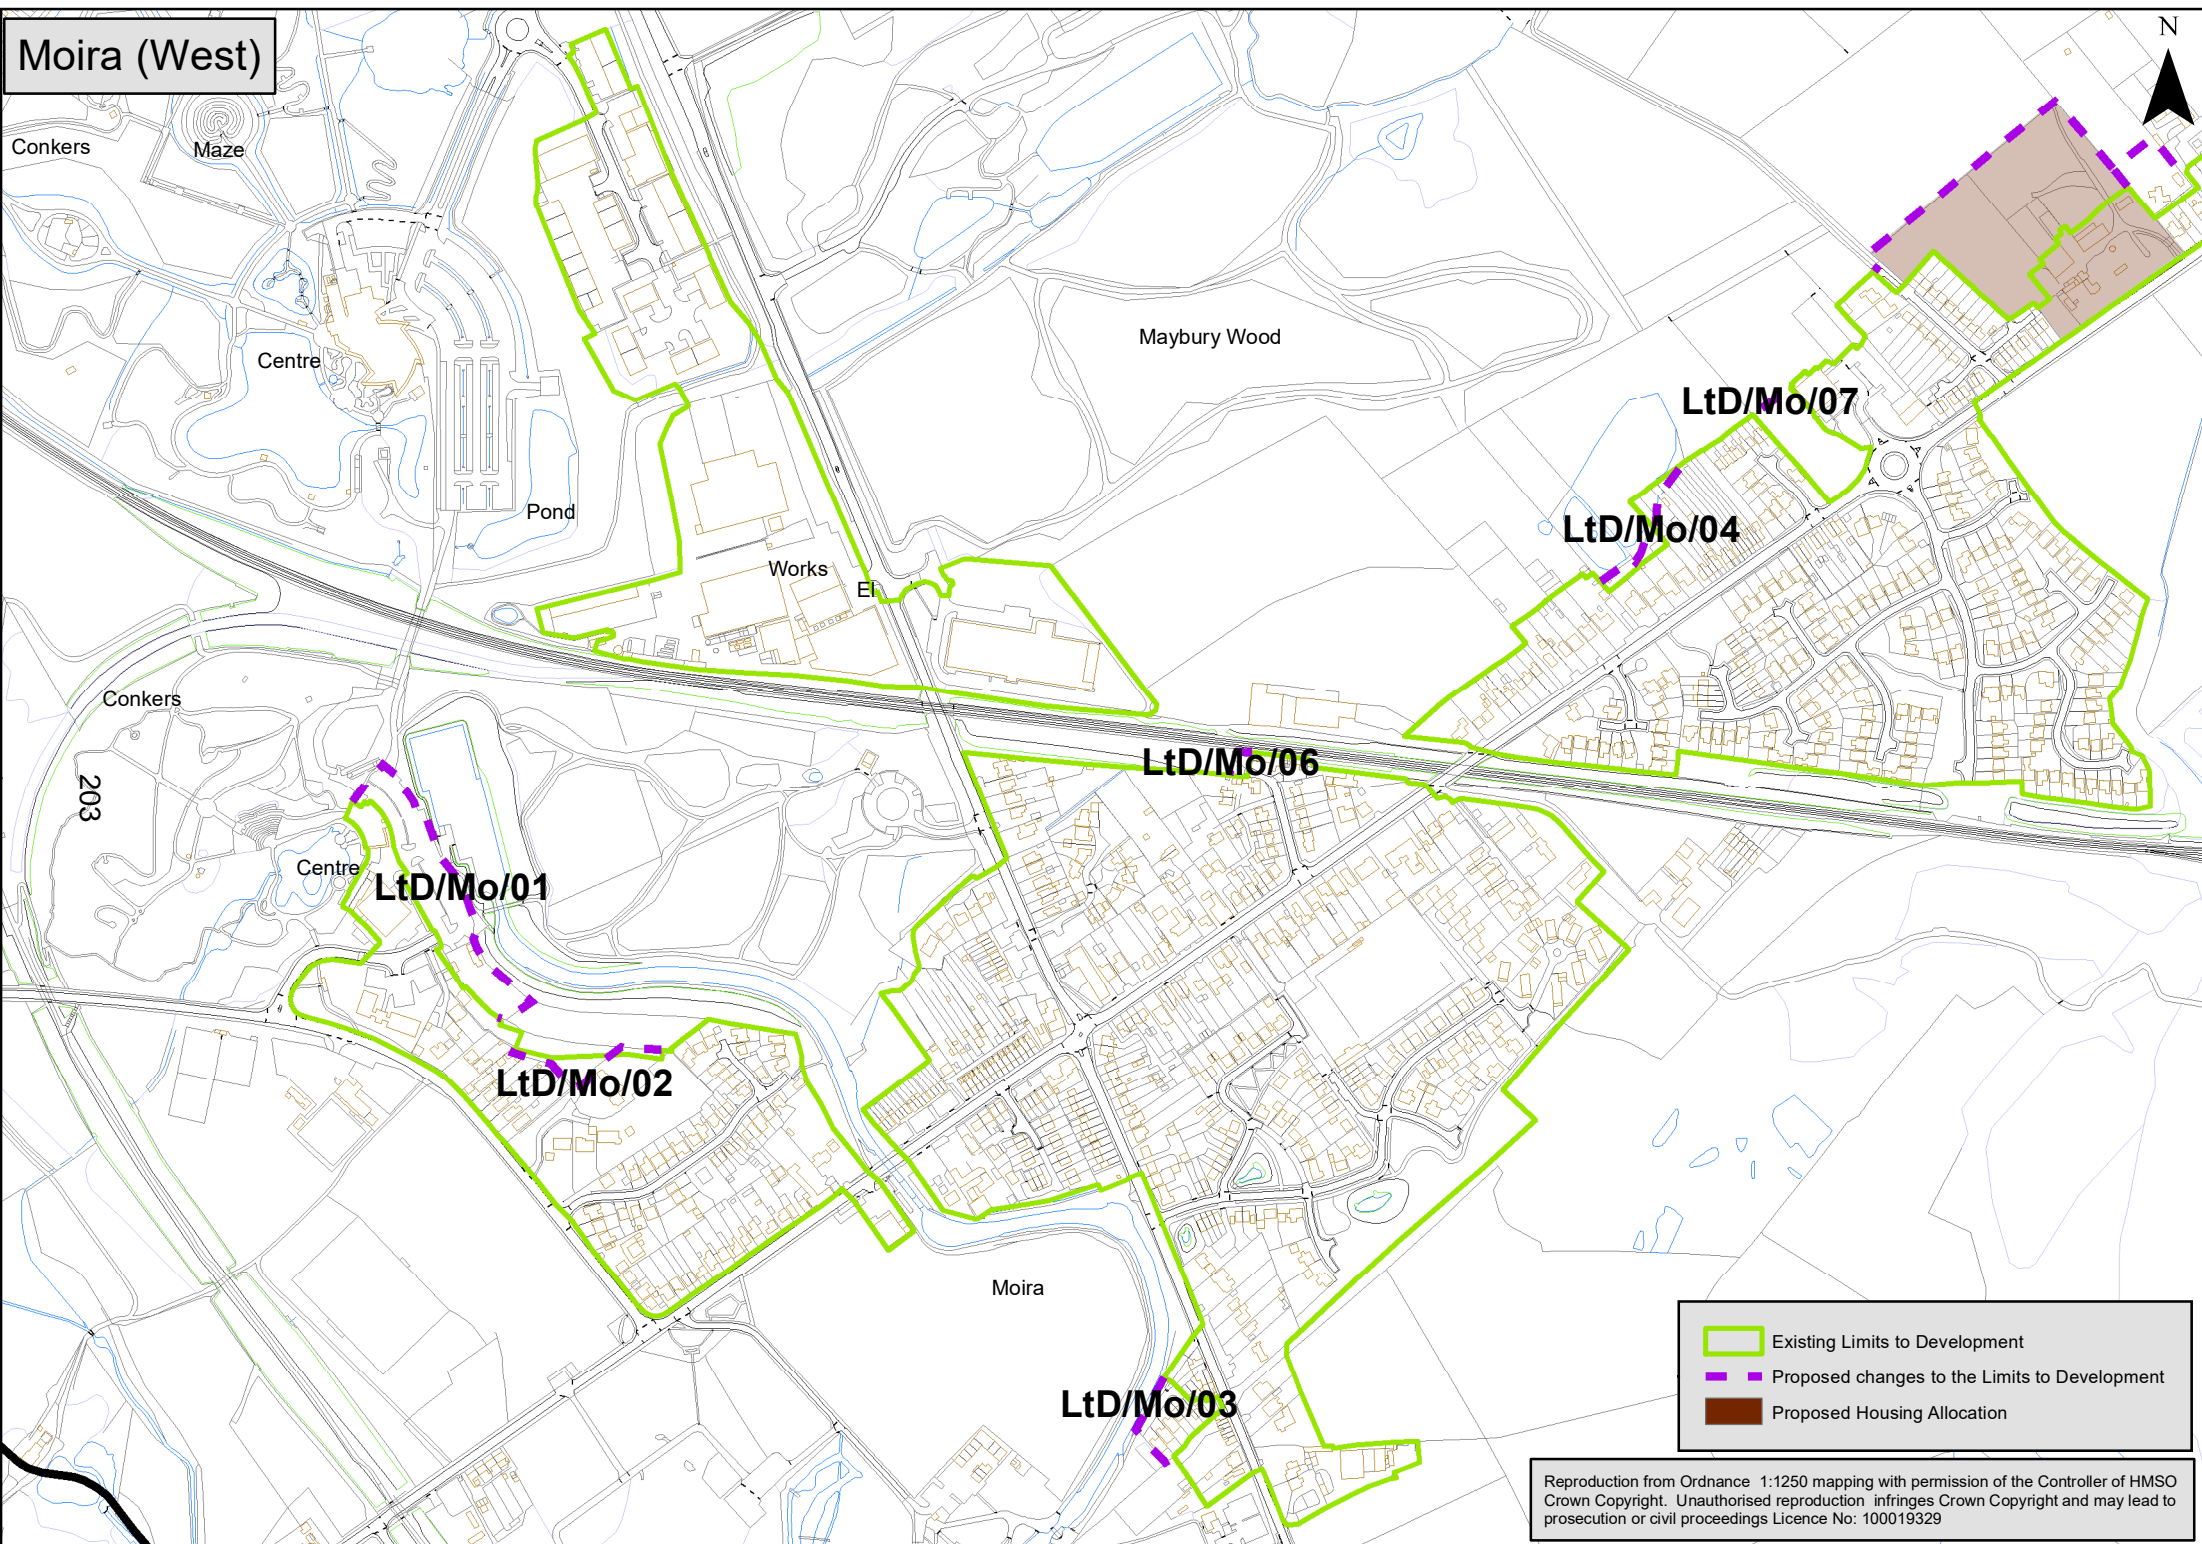 Moira (West)
N
Conkers
Maze
Centre
Maybury Wood
LtD/Mo/07
Pond
LtD/Mo/04
Works
El
Conkers
LtD/Mo/06
203
Centre
LtD/Mo/01
LtD/Mo/02
Moira
LtD/Mo/03
Existing Limits to Development
Proposed changes to the Limits to Development
Proposed Housing Allocation
Reproduction from Ordnance 1:1250 mapping with permission of the Controller of HMSO
Crown Copyright. Unauthorised reproduction infringes Crown Copyright and may lead to
prosecution or civil proceedings Licence No: 100019329